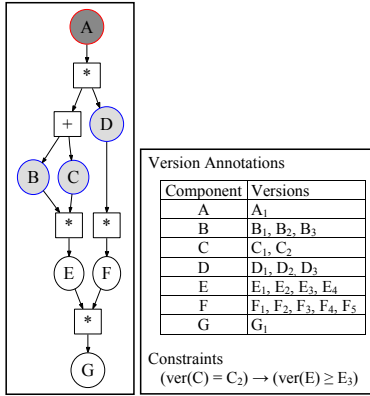 A
*
+
D
B
C
*
*
E
F
*
G
Version Annotations
Component Versions
A A₁
B B₁, B₂, B₃
C C₁, C₂
D D₁, D₂, D₃
E E₁, E₂, E₃, E₄
F F₁, F₂, F₃, F₄, F₅
G G₁
Constraints
(ver(C) = C₂) → (ver(E) ≥ E₃)